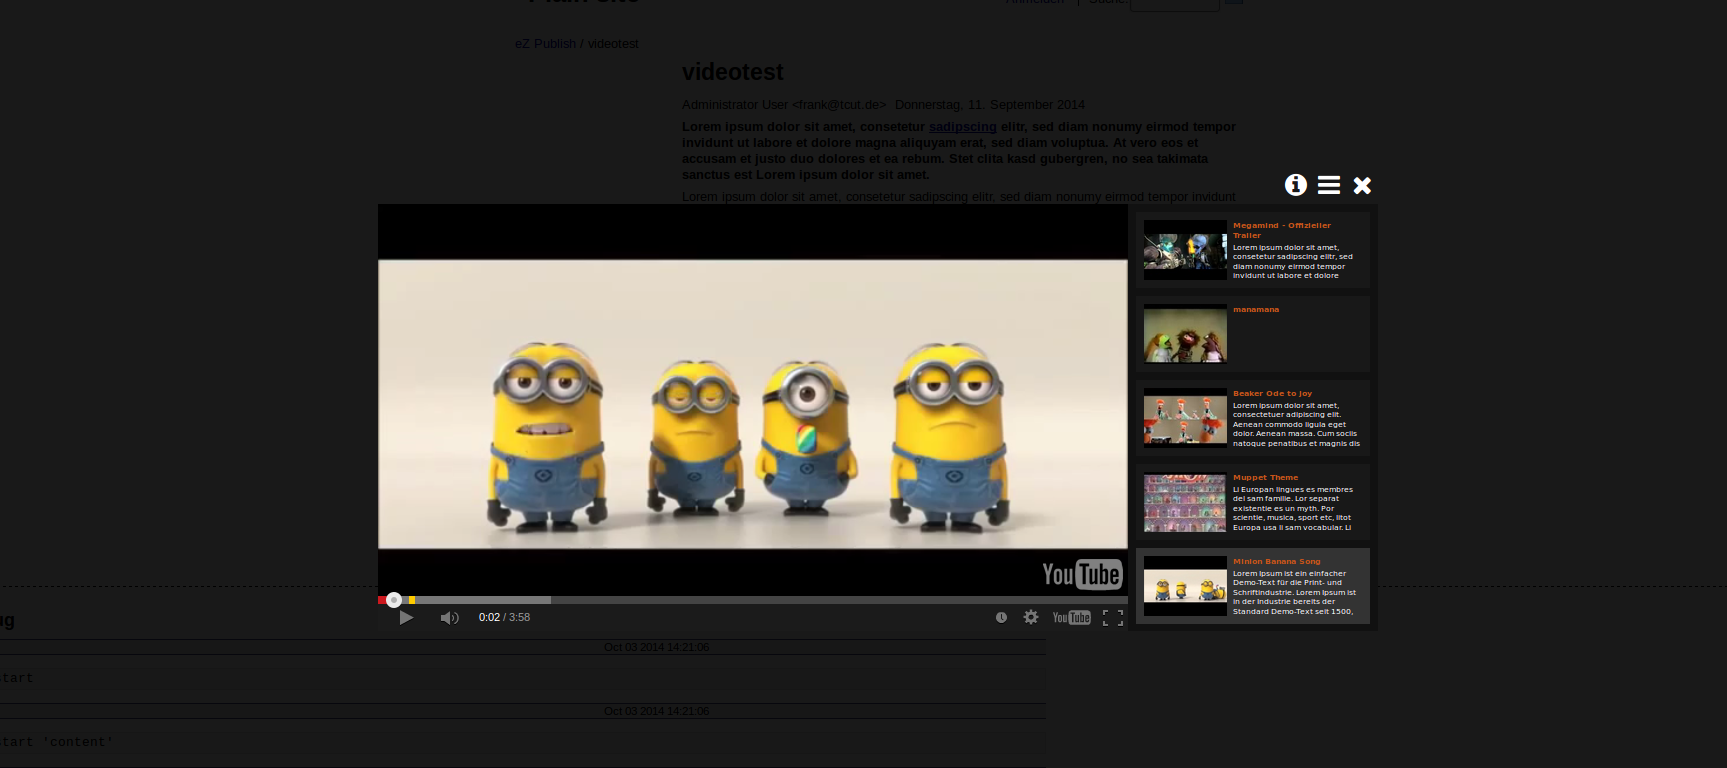 Anmelden | Suche:
eZ Publish / videotest
videotest
Administrator User <frank@tcut.de> Donnerstag, 11. September 2014
Lorem ipsum dolor sit amet, consetetur sadipscing elitr, sed diam nonumy eirmod tempor
invidunt ut labore et dolore magna aliquyam erat, sed diam voluptua. At vero eos et
accusam et justo duo dolores et ea rebum. Stet clita kasd gubergren, no sea takimata
sanctus est Lorem ipsum dolor sit amet.
Lorem ipsum dolor sit amet, consetetur sadipscing elitr, sed diam nonumy eirmod tempor invidunt
YouTube
0:02 / 3:58
YouTube
Megamind - Offizieller
Trailer
Lorem ipsum dolor sit amet,
consetetur sadipscing elitr, sed
diam nonumy eirmod tempor
invidunt ut labore et dolore
manamana
Beaker Ode to Joy
Lorem ipsum dolor sit amet,
consectetuer adipiscing elit.
Aenean commodo ligula eget
dolor. Aenean massa. Cum sociis
natoque penatibus et magnis dis
Muppet Theme
Li Europan lingues es membres
del sam familie. Lor separat
existentie es un myth. Por
scientie, musica, sport etc, litot
Europa usa li sam vocabular. Li
Minion Banana Song
Lorem Ipsum ist ein einfacher
Demo-Text für die Print- und
Schriftindustrie. Lorem Ipsum ist
in der Industrie bereits der
Standard Demo-Text seit 1500,
ug
Oct 03 2014 14:21:06
start
Oct 03 2014 14:21:06
start 'content'